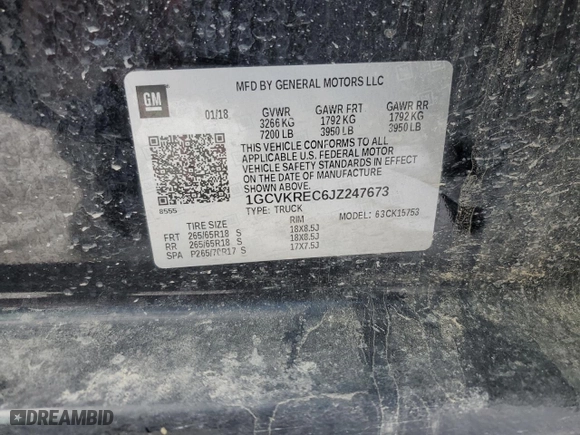 MFD BY GENERAL MOTORS LLC
GM
01/18 GVWR GAWR FRT GAWR RR
3266 KG 1792 KG 1792 KG
7200 LB 3950 LB 3950 LB
THIS VEHICLE CONFORMS TO ALL
APPLICABLE U.S. FEDERAL MOTOR
VEHICLE SAFETY STANDARDS IN EFFECT
ON THE DATE OF MANUFACTURE SHOWN ABOVE.
1GCVKREC6JZ247673
8555
TYPE: TRUCK MODEL: 63 CK15753
TIRE SIZE RIM
FRT 265/65R18 S 18X8.5J
RR 265/65R18 S 18X8.5J
SPA P265/70R17 S 17X7.5J
DREAMBID